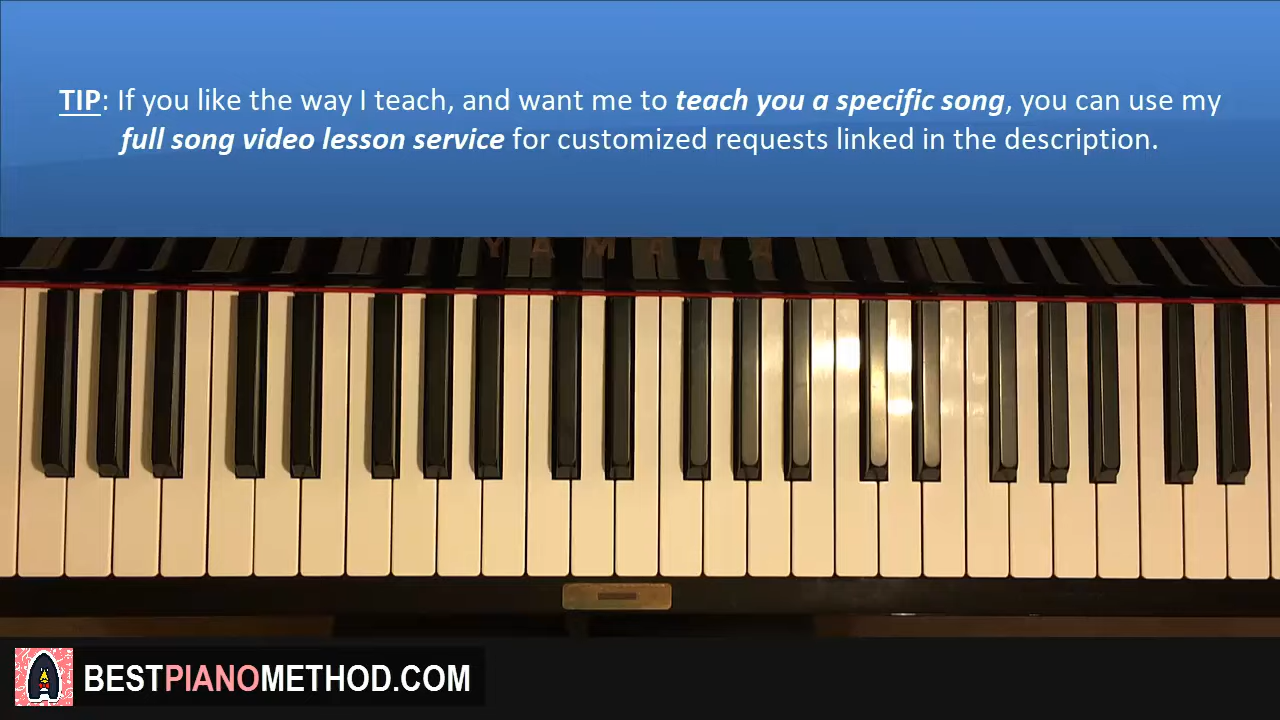 TIP: If you like the way I teach, and want me to teach you a specific song, you can use my
full song video lesson service for customized requests linked in the description.
YAMAHA
BESTPIANOMETHOD.COM